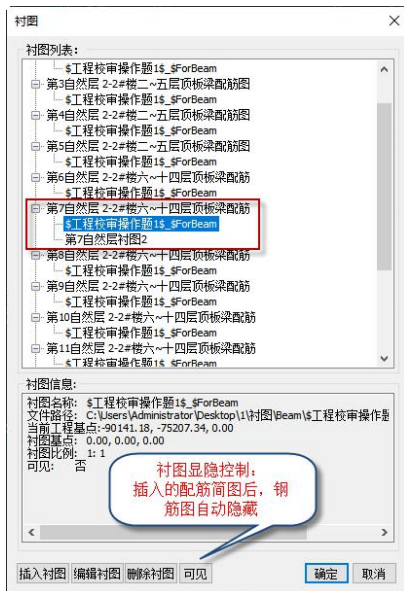 衬图
衬图列表：
$工程校审操作题1$_$ForBeam
第3自然层 2-2#楼二~五层顶板梁配筋图
$工程校审操作题1$_$ForBeam
第4自然层 2-2#楼二~五层顶板梁配筋图
$工程校审操作题1$_$ForBeam
第5自然层 2-2#楼二~五层顶板梁配筋图
$工程校审操作题1$_$ForBeam
第6自然层 2-2#楼六~十四层顶板梁配筋
$工程校审操作题1$_$ForBeam
第7自然层 2-2#楼六~十四层顶板梁配筋
$工程校审操作题1$_$ForBeam
第7自然层衬图2
第8自然层 2-2#楼六~十四层顶板梁配筋
$工程校审操作题1$_$ForBeam
第9自然层 2-2#楼六~十四层顶板梁配筋
$工程校审操作题1$_$ForBeam
第10自然层 2-2#楼六~十四层顶板梁配筋
$工程校审操作题1$_$ForBeam
第11自然层 2-2#楼六~十四层顶板梁配筋
$工程校审操作题1$_$ForBeam
衬图信息：
衬图名称: $工程校审操作题1$_$ForBeam
文件路径: C:\Users\Administrator\Desktop\1\衬图\Beam\$工程校审操作题
当前工程基点:-90141.18, -75207.34, 0.00
衬图基点: 0.00, 0.00, 0.00
衬图比例: 1: 1
可见: 否
衬图显隐控制：
插入的配筋简图后，钢
筋图自动隐藏
插入衬图 编辑衬图 删除衬图 可见 确定 取消